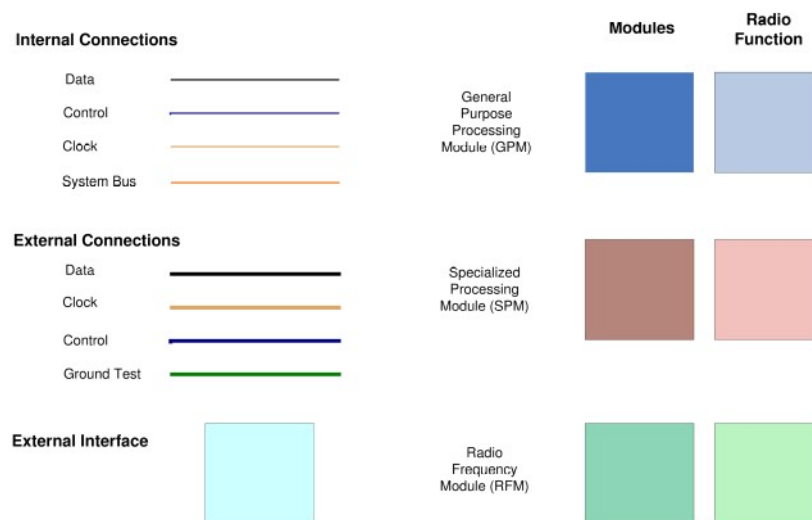 Internal Connections
Data
Control
Clock
System Bus
External Connections
Data
Clock
Control
Ground Test
External Interface
Modules
Radio
Function
General
Purpose
Processing
Module (GPM)
Specialized
Processing
Module (SPM)
Radio
Frequency
Module (RFM)